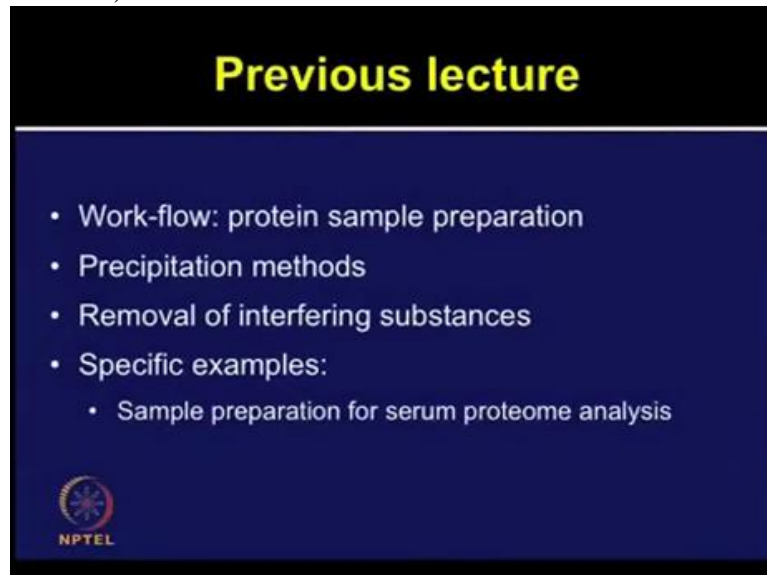 Previous lecture
• Work-flow: protein sample preparation
• Precipitation methods
• Removal of interfering substances
• Specific examples:
• Sample preparation for serum proteome analysis
NPTEL